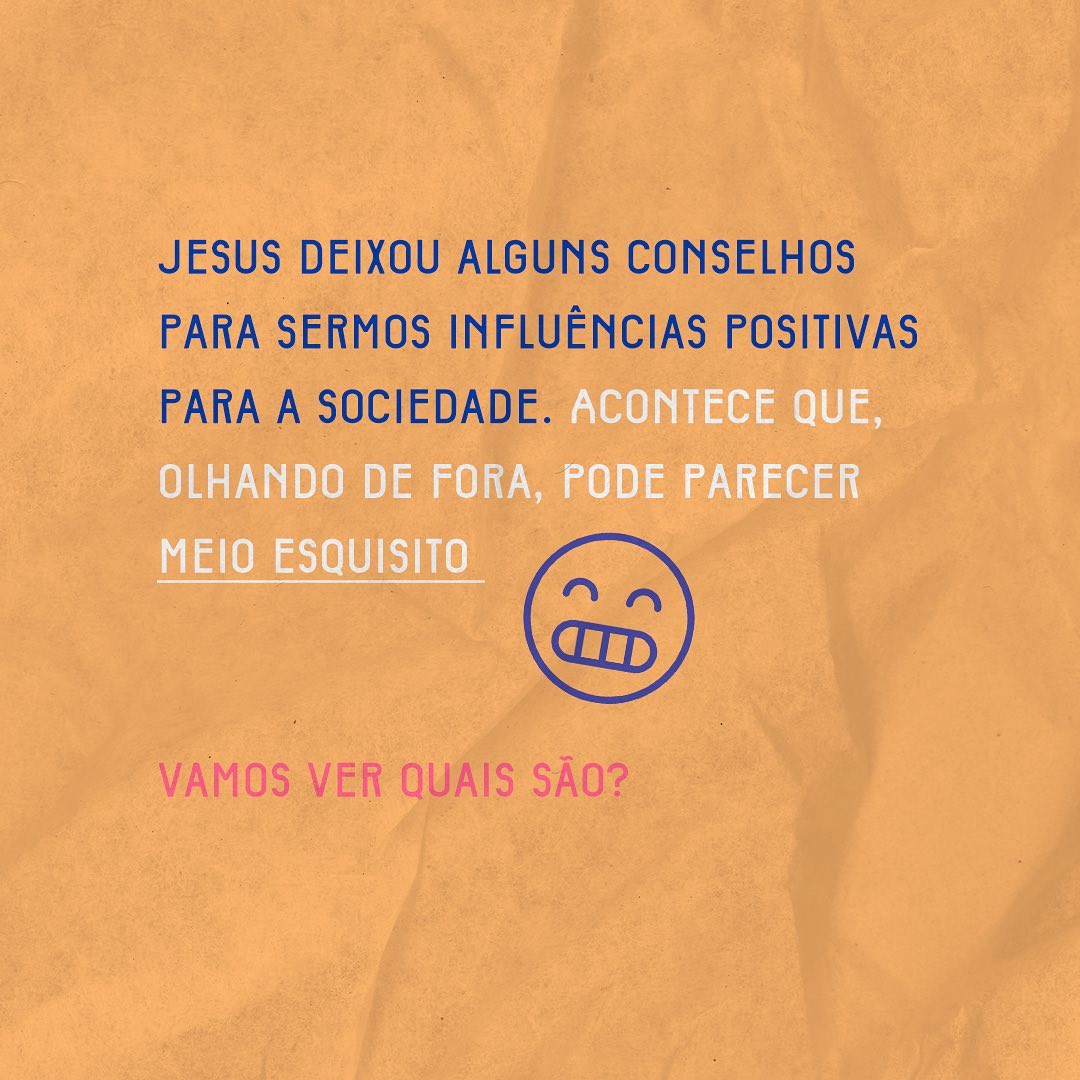 JESUS DEIXOU ALGUNS CONSELHOS
PARA SERMOS INFLUÊNCIAS POSITIVAS
PARA A SOCIEDADE. ACONTECE QUE,
OLHANDO DE FORA, PODE PARECER
MEIO ESQUISITO
VAMOS VER QUAIS SÃO?